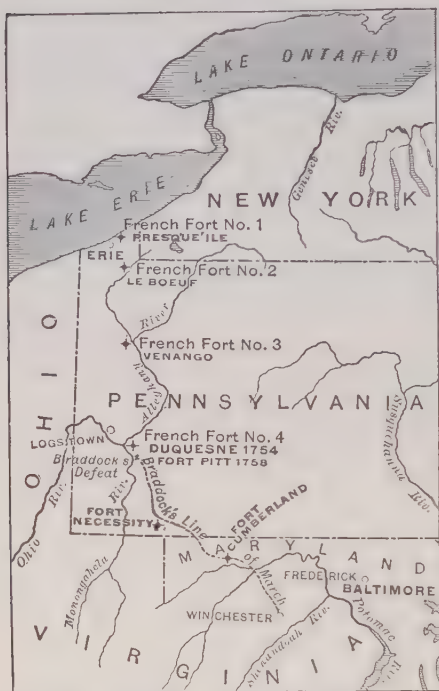 LAKE ONTARIO
LAKE ERIE
Genisee Riv.
NEW YORK
French Fort No. 1
PRESQUE'ILE
ERIE
French Fort No. 2
LE BOEUF
OHIO
River
French Fort No. 3
VENANGO
Alleghany
PENNSYLVANIA
Susquehanna Riv.
LOGSTOWN
French Fort No. 4
DUQUESNE 1754
FORT PITT 1758
Braddock's
Defeat
Ohio Riv.
Braddock's Line of March
FORT
NECESSITY
FORT
CUMBERLAND
MARYLAND
Monongahela Riv.
FREDERICK
BALTIMORE
WINCHESTER
Potomac
Riv.
Shenandoah Riv.
VIRGINIA